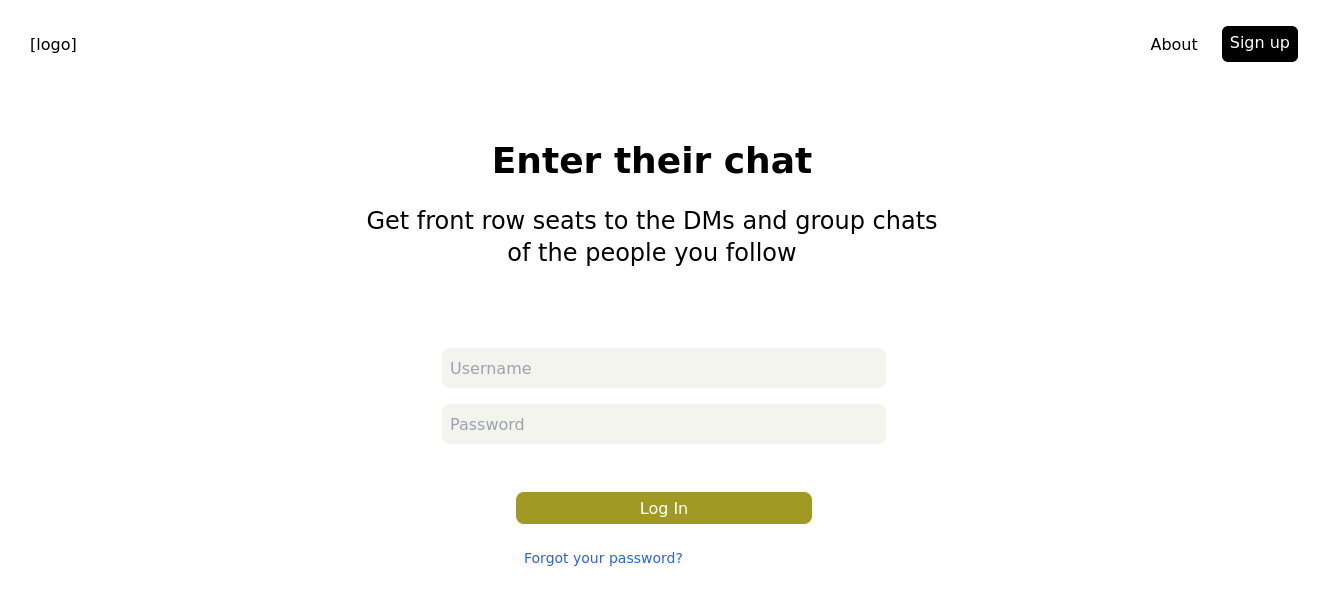 [logo]
About
Sign up
Enter their chat
Get front row seats to the DMs and group chats
of the people you follow
Username
Password
Log In
Forgot your password?